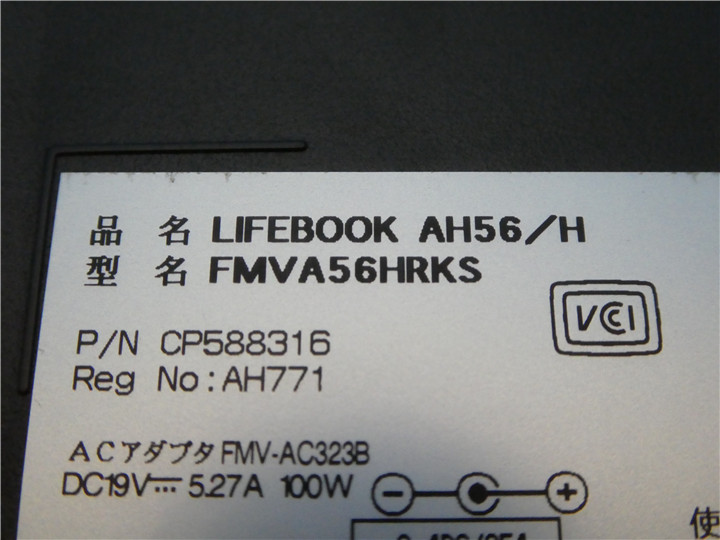 品 名 LIFEBOOK AH56/H
型 名 FMVA56HRKS
VCCI
P/N CP588316
Reg No:AH771
ACアダプタ FMV-AC323B
DC19V⎓ 5.27A 100W
使